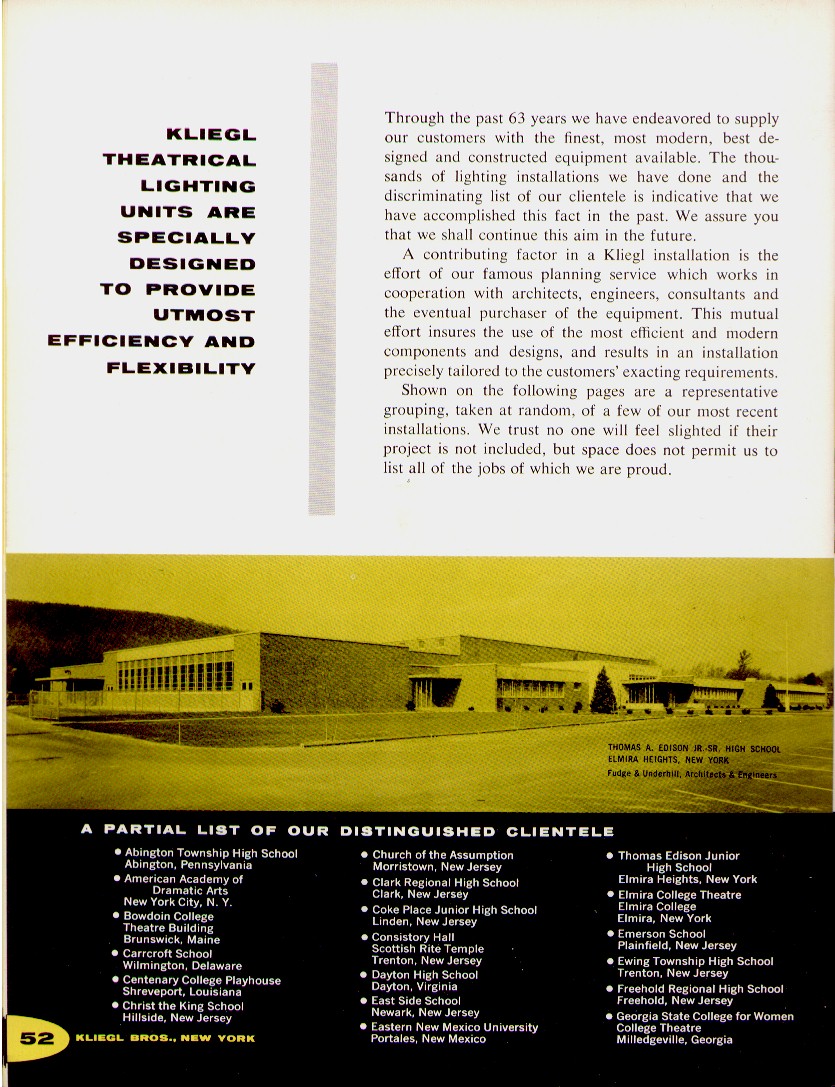 KLIEGL
THEATRICAL
LIGHTING
UNITS ARE
SPECIALLY
DESIGNED
TO PROVIDE
UTMOST
EFFICIENCY AND
FLEXIBILITY
Through the past 63 years we have endeavored to supply
our customers with the finest, most modern, best de-
signed and constructed equipment available. The thou-
sands of lighting installations we have done and the
discriminating list of our clientele is indicative that we
have accomplished this fact in the past. We assure you
that we shall continue this aim in the future.
A contributing factor in a Kliegl installation is the
effort of our famous planning service which works in
cooperation with architects, engineers, consultants and
the eventual purchaser of the equipment. This mutual
effort insures the use of the most efficient and modern
components and designs, and results in an installation
precisely tailored to the customers' exacting requirements.
Shown on the following pages are a representative
grouping, taken at random, of a few of our most recent
installations. We trust no one will feel slighted if their
project is not included, but space does not permit us to
list all of the jobs of which we are proud.
THOMAS A. EDISON JR.-SR. HIGH SCHOOL
ELMIRA HEIGHTS, NEW YORK
Fudge & Underhill, Architects & Engineers
A PARTIAL LIST OF OUR DISTINGUISHED CLIENTELE
• Abington Township High School
Abington, Pennsylvania
• American Academy of
Dramatic Arts
New York City, N. Y.
• Bowdoin College
Theatre Building
Brunswick, Maine
• Carrcroft School
Wilmington, Delaware
• Centenary College Playhouse
Shreveport, Louisiana
• Christ the King School
Hillside, New Jersey
• Church of the Assumption
Morristown, New Jersey
• Clark Regional High School
Clark, New Jersey
• Coke Place Junior High School
Linden, New Jersey
• Consistory Hall
Scottish Rite Temple
Trenton, New Jersey
• Dayton High School
Dayton, Virginia
• East Side School
Newark, New Jersey
• Eastern New Mexico University
Portales, New Mexico
• Thomas Edison Junior
High School
Elmira Heights, New York
• Elmira College Theatre
Elmira College
Elmira, New York
• Emerson School
Plainfield, New Jersey
• Ewing Township High School
Trenton, New Jersey
• Freehold Regional High School
Freehold, New Jersey
• Georgia State College for Women
College Theatre
Milledgeville, Georgia
52 KLIEGL BROS., NEW YORK